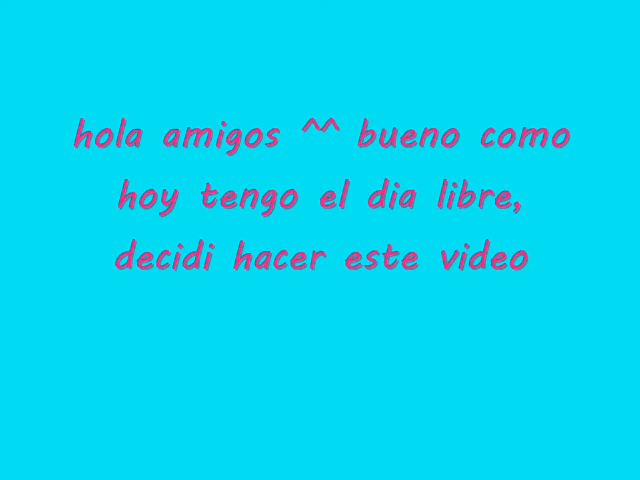 hola amigos ^^ bueno como
hoy tengo el dia libre,
decidi hacer este video